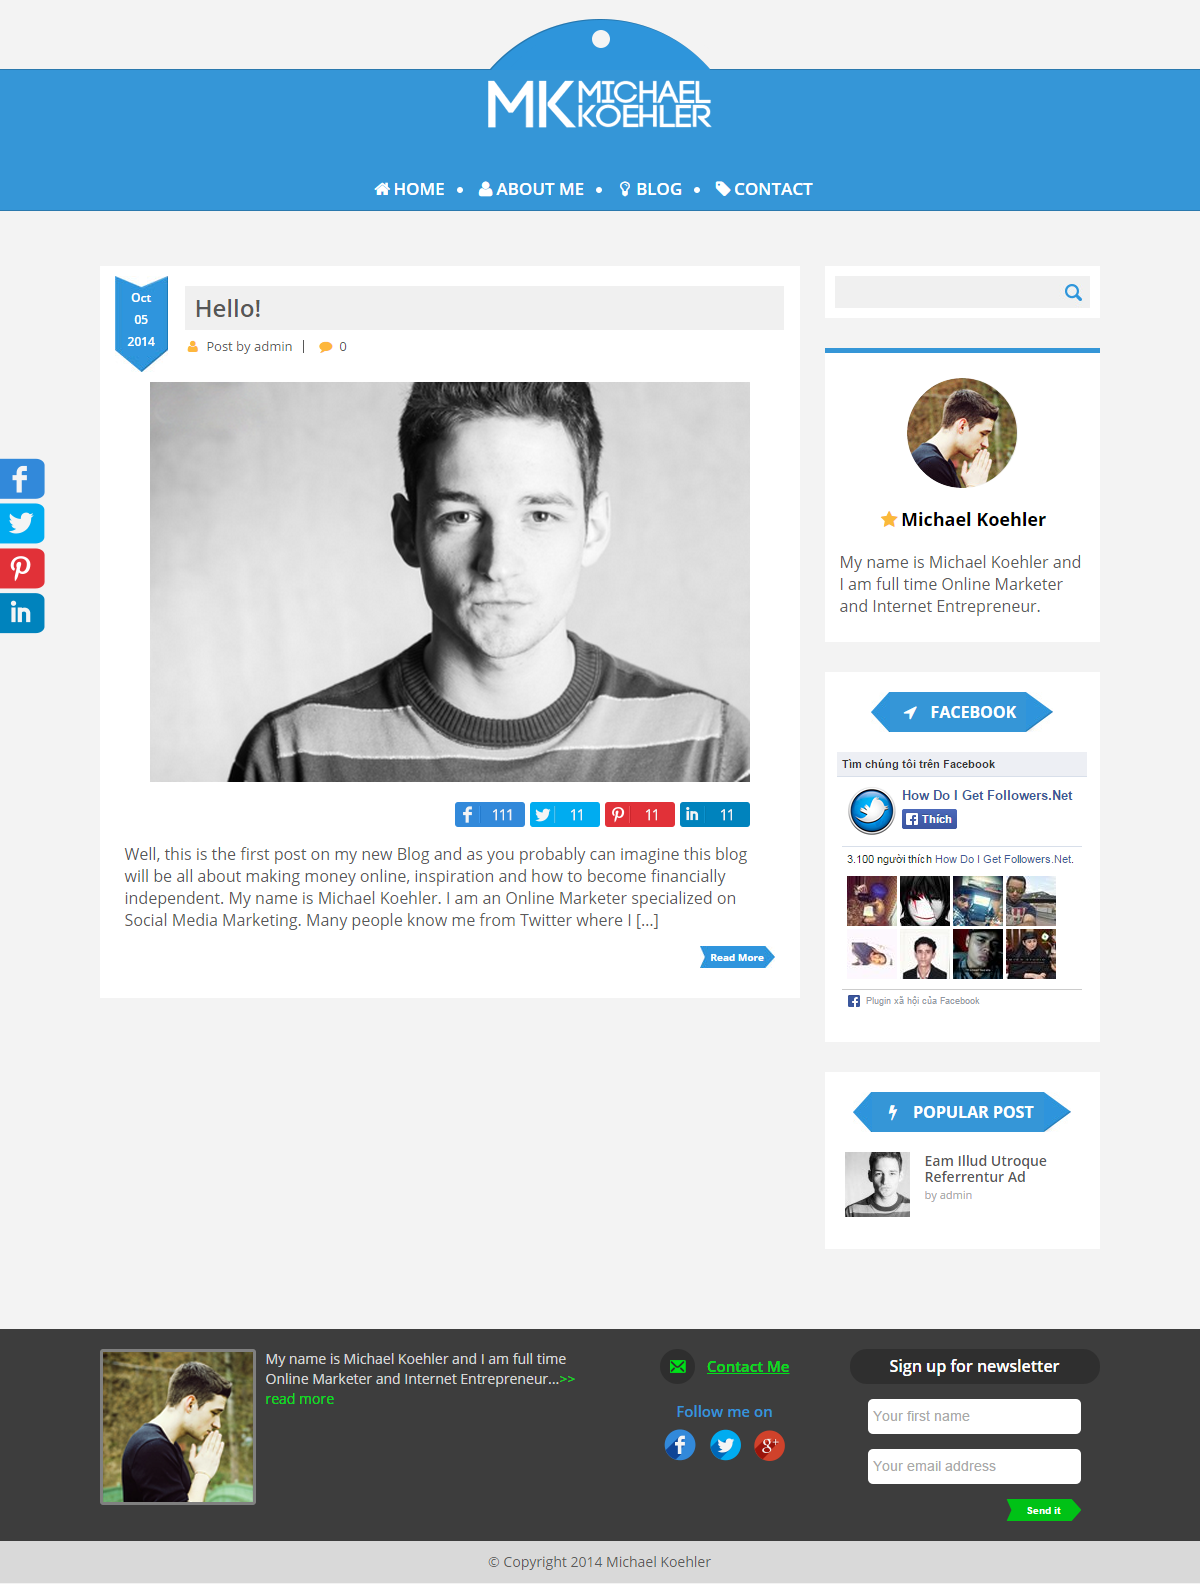 MK MICHAEL
KOEHLER
HOME • ABOUT ME • BLOG • CONTACT
Oct
05
2014
Hello!
Post by admin | 0
111 11 11 11
Well, this is the first post on my new Blog and as you probably can imagine this blog
will be all about making money online, inspiration and how to become financially
independent. My name is Michael Koehler. I am an Online Marketer specialized on
Social Media Marketing. Many people know me from Twitter where I [...]
Read More
Michael Koehler
My name is Michael Koehler and
I am full time Online Marketer
and Internet Entrepreneur.
FACEBOOK
Tìm chúng tôi trên Facebook
How Do I Get Followers.Net
Thích
3.100 người thích How Do I Get Followers.Net.
Plugin xã hội của Facebook
POPULAR POST
Eam Illud Utroque
Referrentur Ad
by admin
My name is Michael Koehler and I am full time
Online Marketer and Internet Entrepreneur...>>
read more
Contact Me
Follow me on
Sign up for newsletter
Your first name
Your email address
Send it
© Copyright 2014 Michael Koehler